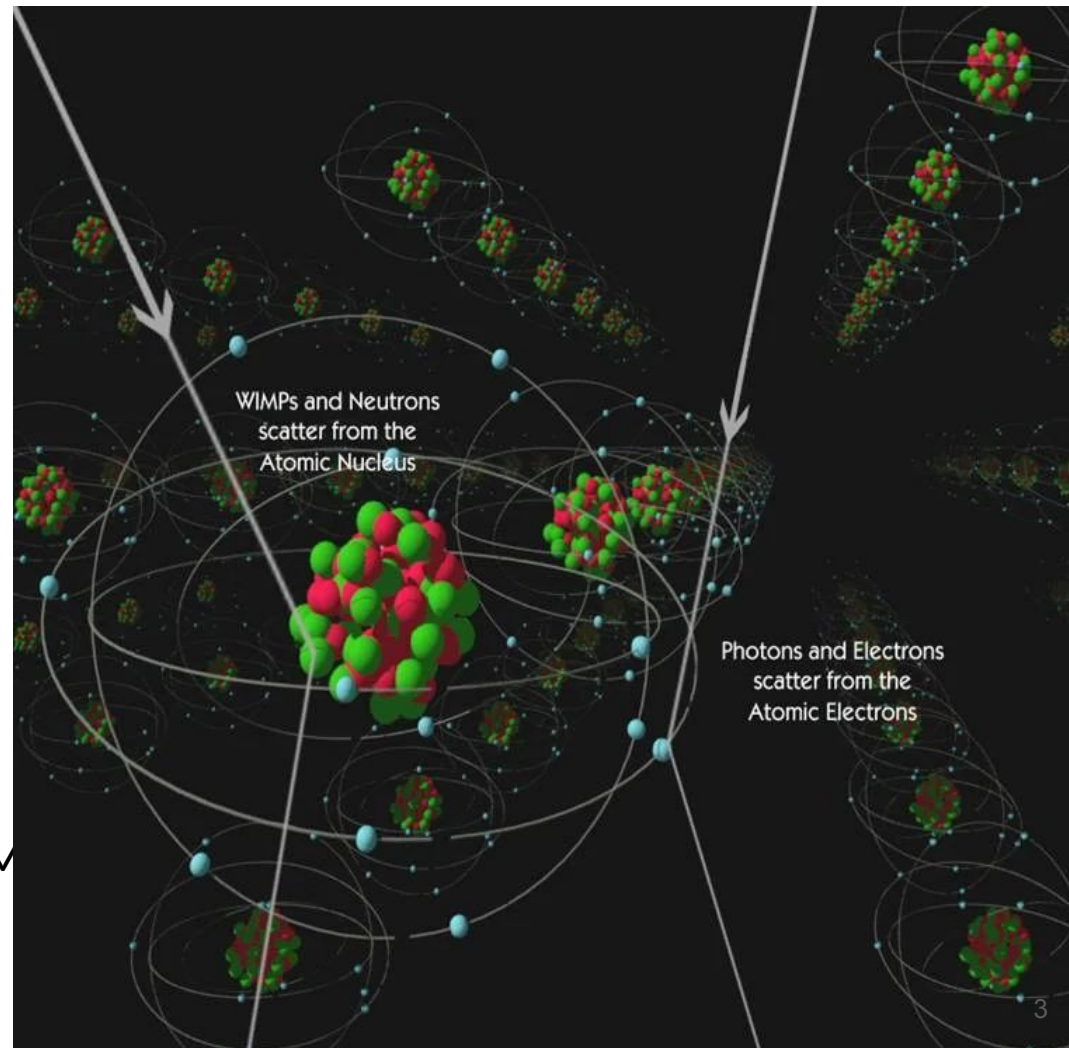 WIMPs and Neutrons
scatter from the
Atomic Nucleus
Photons and Electrons
scatter from the
Atomic Electrons
3